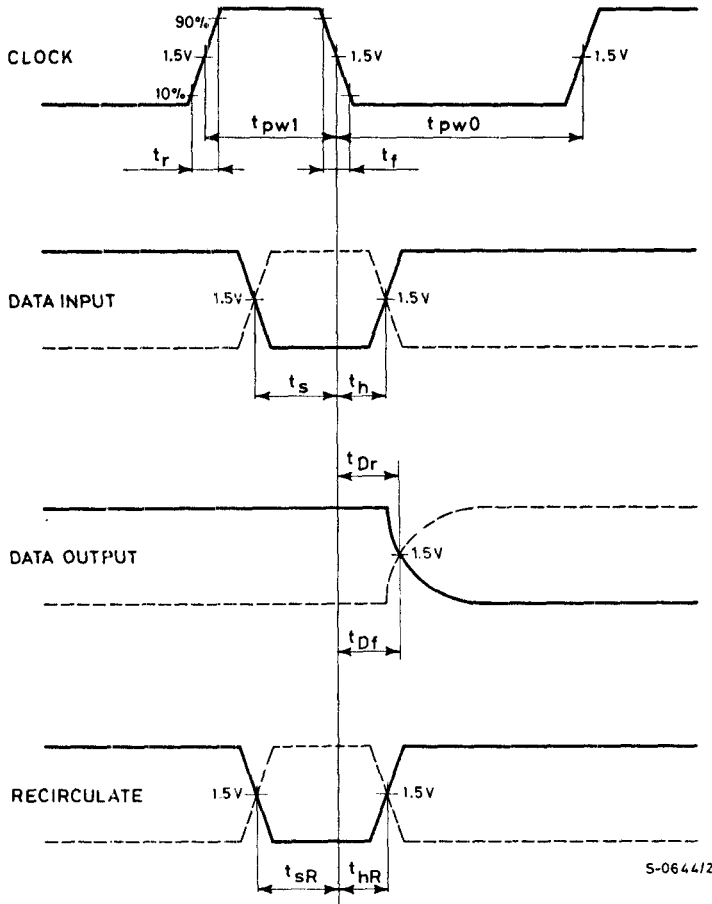 90%
CLOCK 1.5V 1.5V 1.5V
10%
tpw1 tpw0
tr tf
DATA INPUT 1.5V 1.5V
ts th
tDr
DATA OUTPUT 1.5V
tDf
RECIRCULATE 1.5V 1.5V
tsR thR
S-0644/2